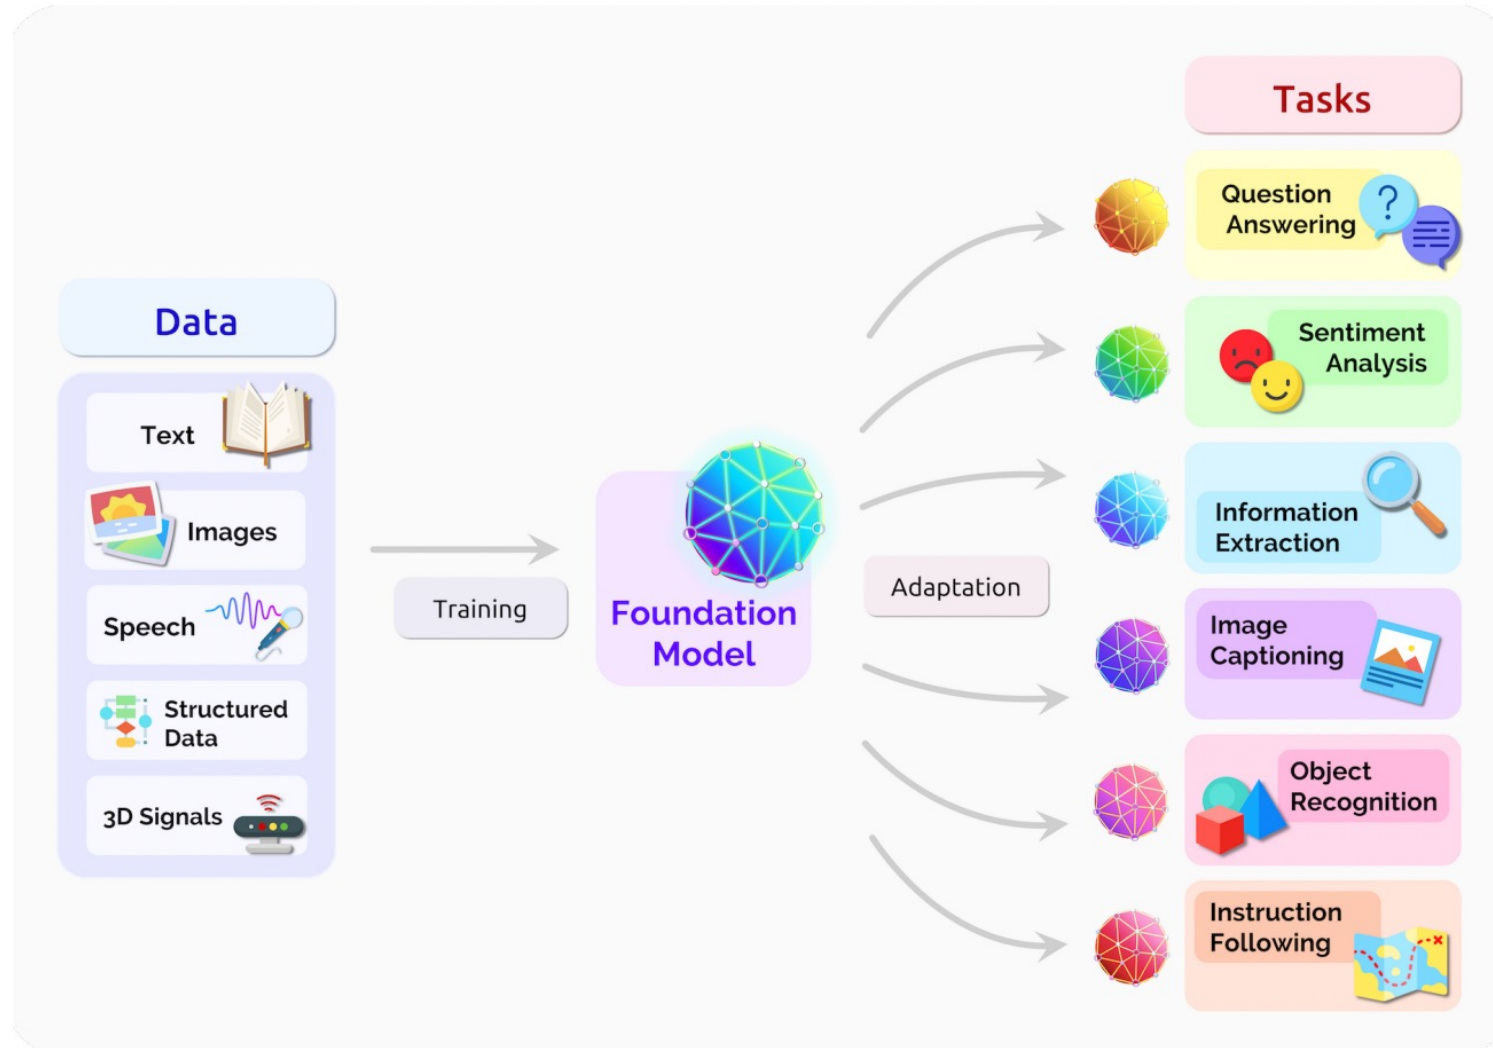 Data
Text
Images
Speech
Structured
Data
3D Signals
Training
Foundation
Model
Adaptation
Tasks
Question
Answering
Sentiment
Analysis
Information
Extraction
Image
Captioning
Object
Recognition
Instruction
Following